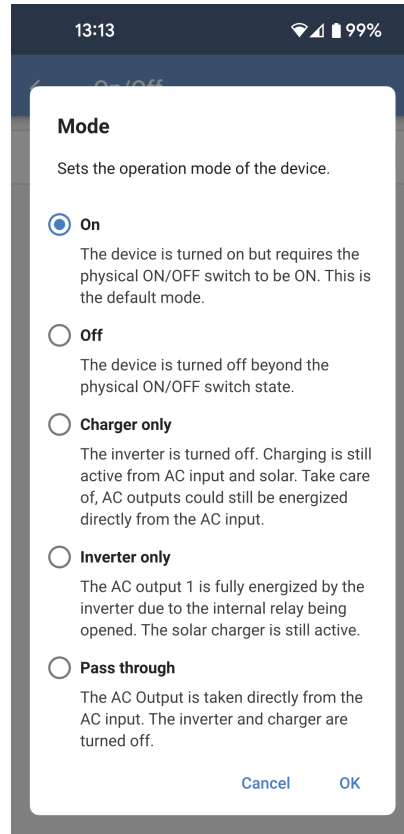 13:13 99%
On/Off
Mode
Sets the operation mode of the device.
On
The device is turned on but requires the
physical ON/OFF switch to be ON. This is
the default mode.
Off
The device is turned off beyond the
physical ON/OFF switch state.
Charger only
The inverter is turned off. Charging is still
active from AC input and solar. Take care
of, AC outputs could still be energized
directly from the AC input.
Inverter only
The AC output 1 is fully energized by the
inverter due to the internal relay being
opened. The solar charger is still active.
Pass through
The AC Output is taken directly from the
AC input. The inverter and charger are
turned off.
Cancel OK